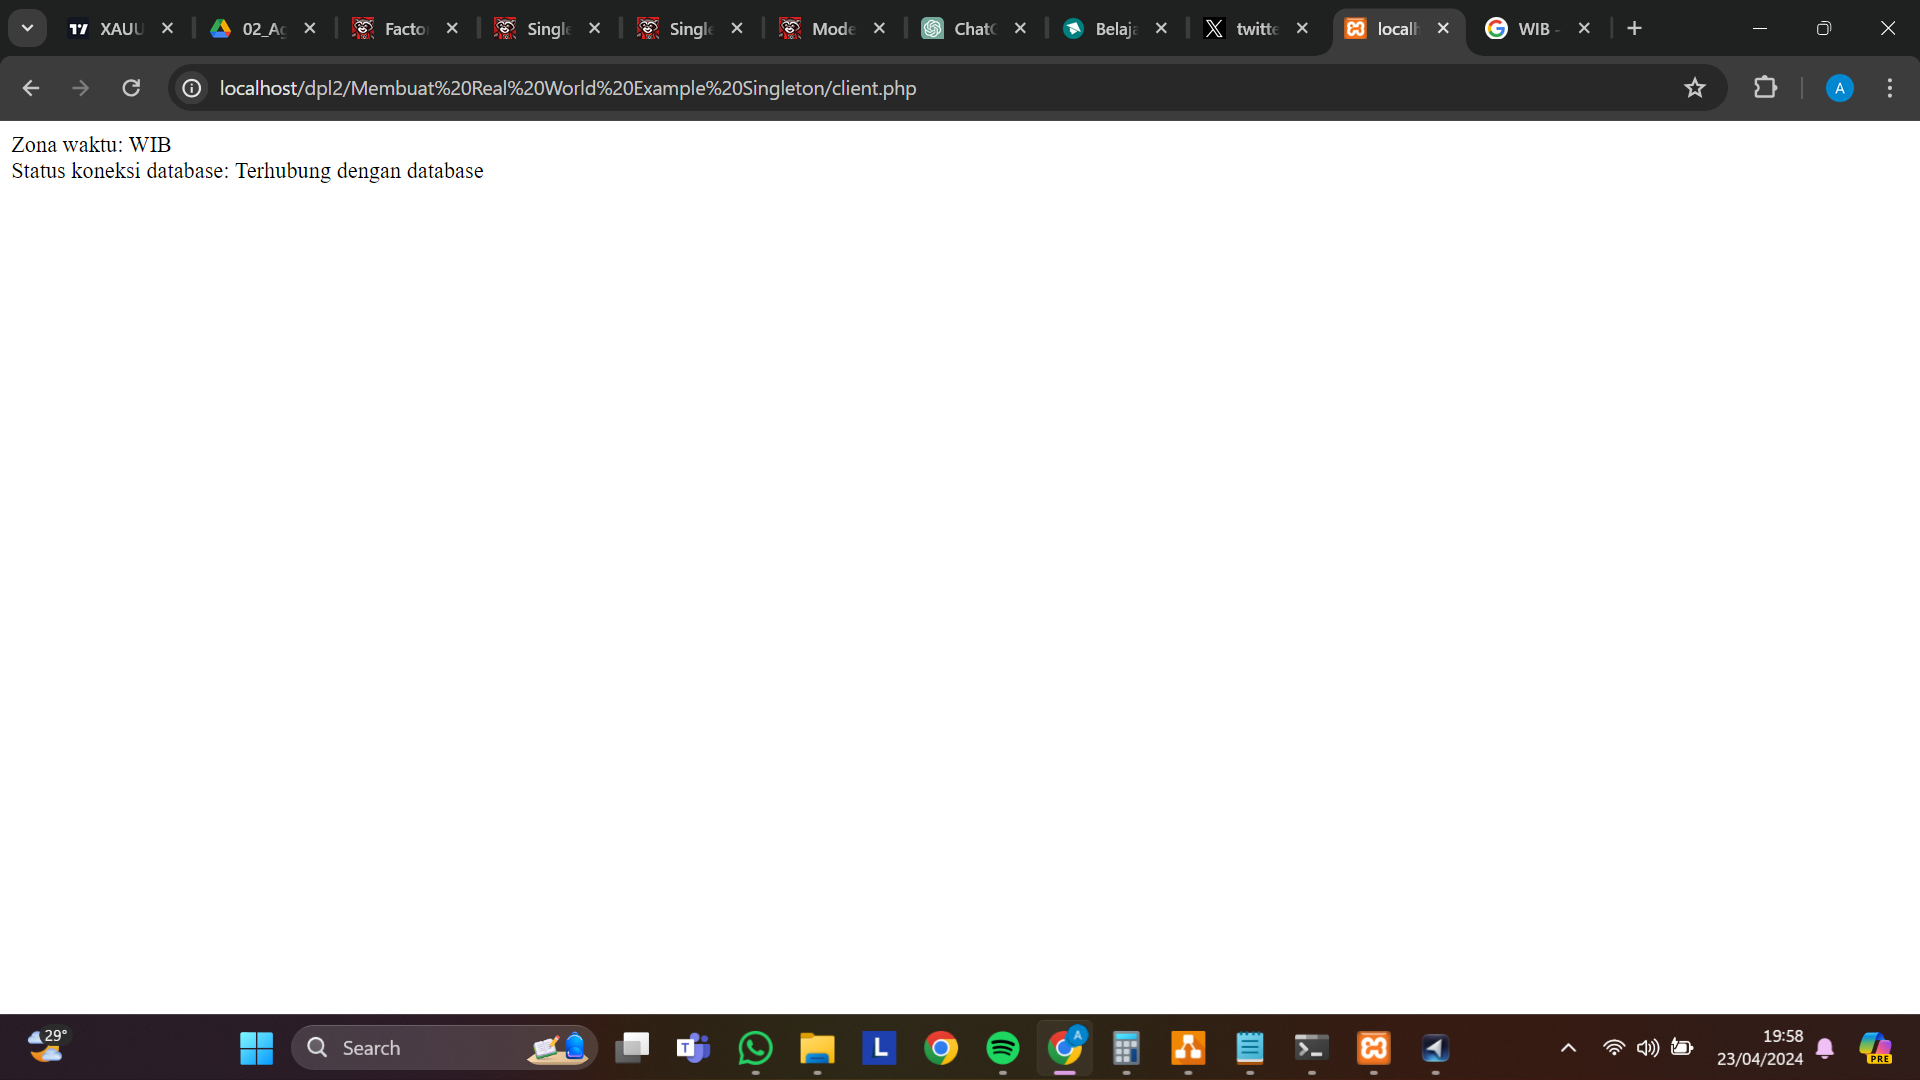 XAUU
02_Ag
Factor
Single
Single
Mode
ChatG
Belaja
twitte
localh
WIB -
localhost/dpl2/Membuat%20Real%20World%20Example%20Singleton/client.php
A
Zona waktu: WIB
Status koneksi database: Terhubung dengan database
29°
Search
T
L
A
19:58
23/04/2024
PRE